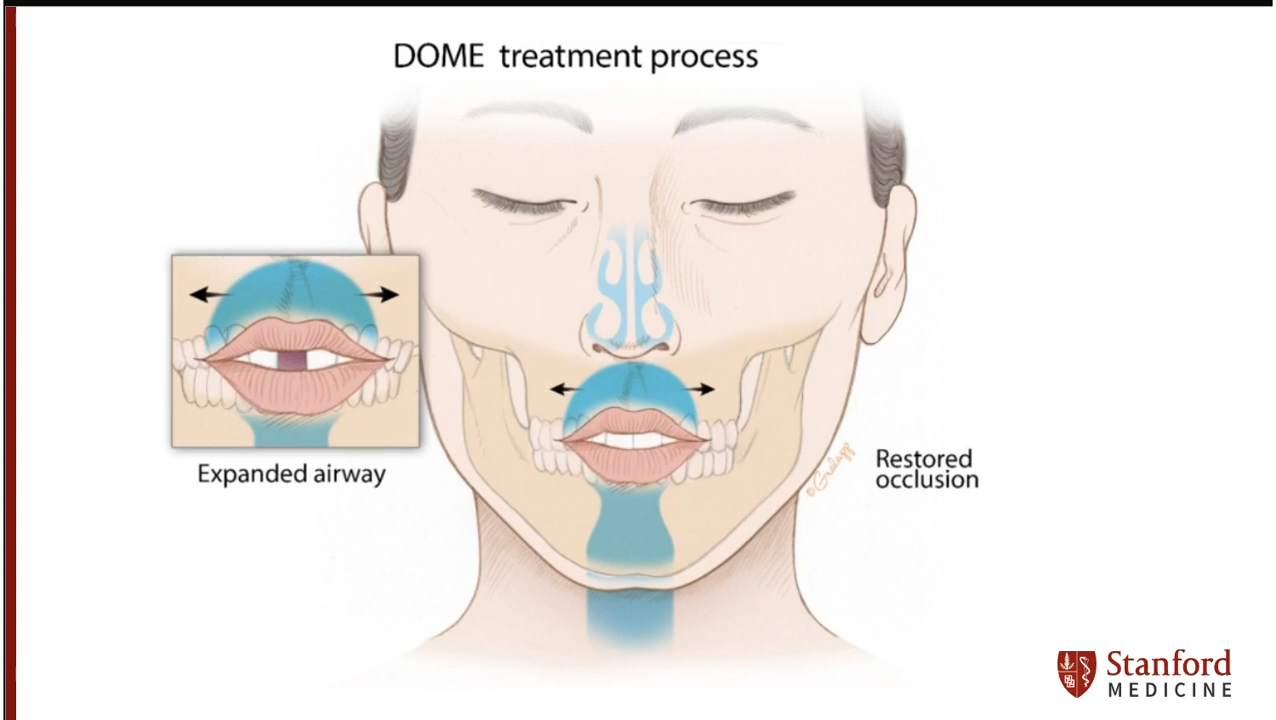 DOME treatment process
Expanded airway
Restored
occlusion
Stanford
MEDICINE